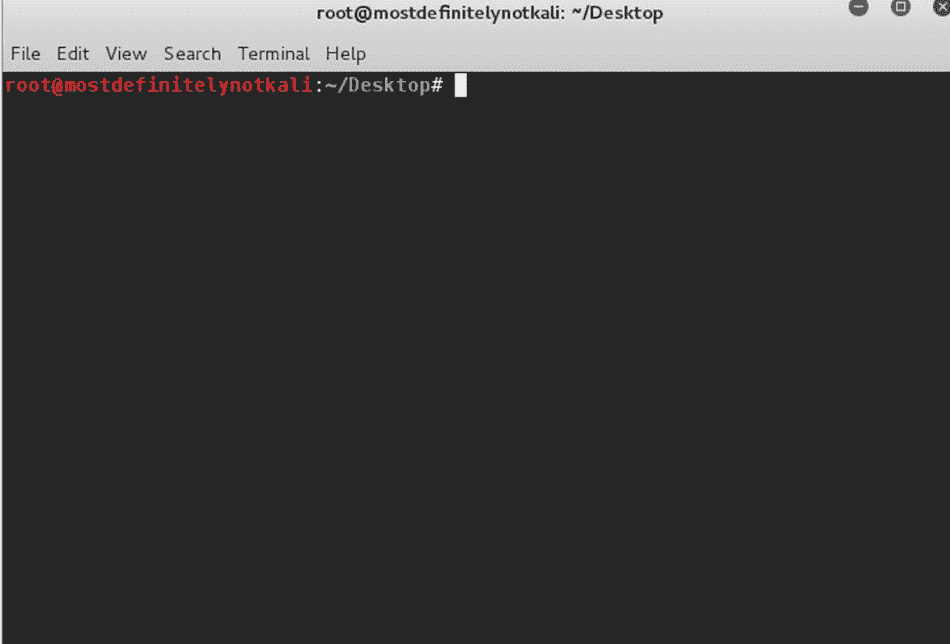 root@mostdefinitelynotkali: ~/Desktop
File Edit View Search Terminal Help
root@mostdefinitelynotkali:~/Desktop#